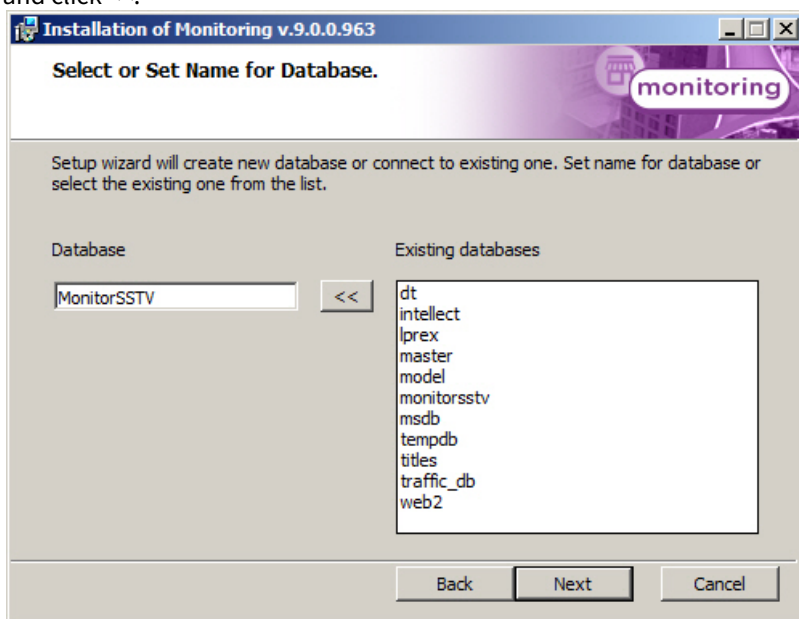 and click <<.
Installation of Monitoring v.9.0.0.963
Select or Set Name for Database.
monitoring
Setup wizard will create new database or connect to existing one. Set name for database or
select the existing one from the list.
Database
Existing databases
MonitorSSTV
<<
dt
intellect
lprex
master
model
monitorsstv
msdb
tempdb
titles
traffic_db
web2
Back
Next
Cancel